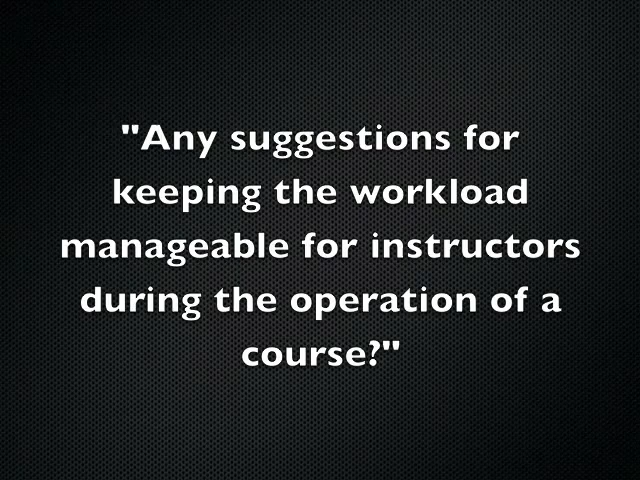 "Any suggestions for
keeping the workload
manageable for instructors
during the operation of a
course?"